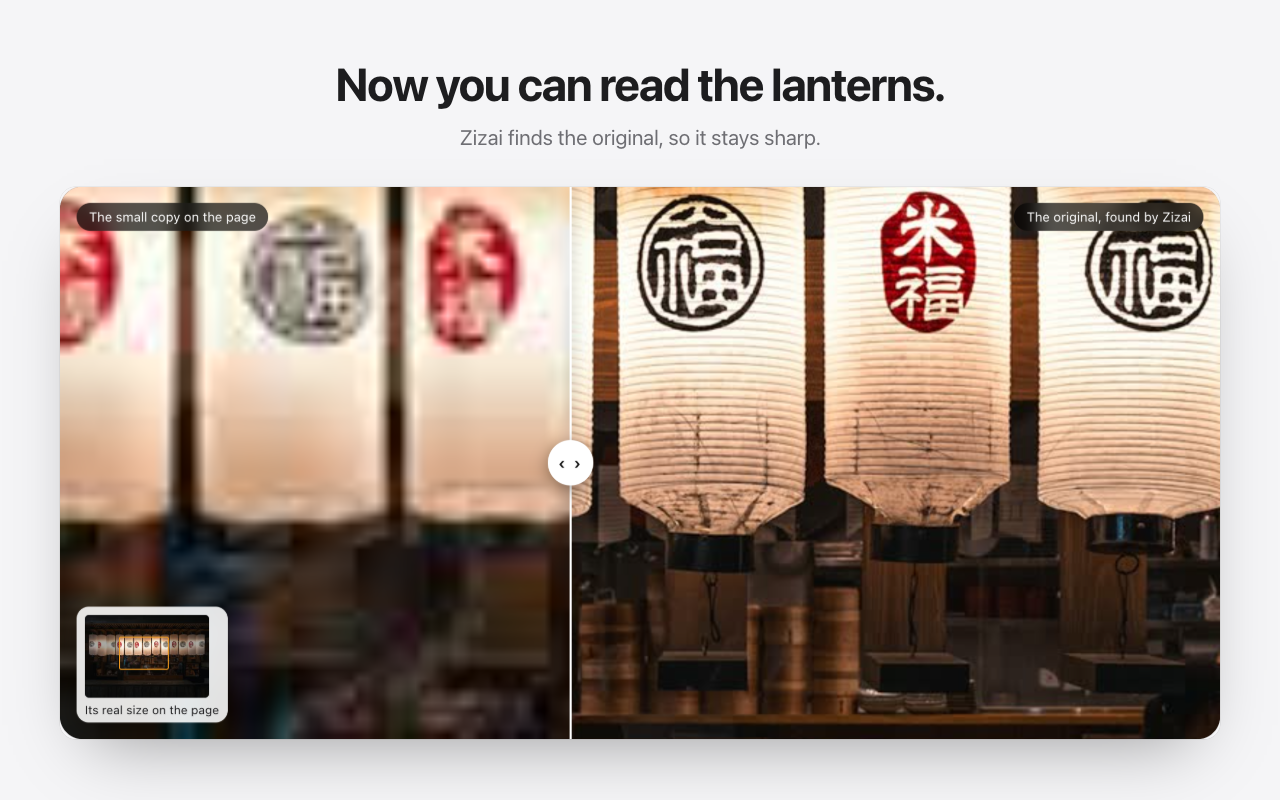 Now you can read the lanterns.
Zizai finds the original, so it stays sharp.
The small copy on the page
The original, found by Zizai
福
福
米
福
福
Its real size on the page